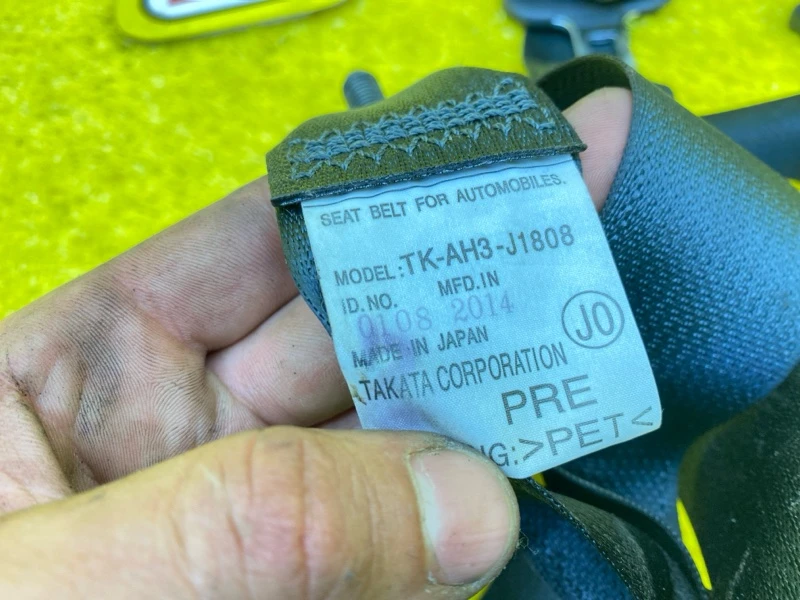 SEAT BELT FOR AUTOMOBILES.
MODEL:TK-AH3-J1808
ID.NO. MFD.IN
0108 2014
MADE IN JAPAN
JO
TAKATA CORPORATION
PRE
NG:>PET<